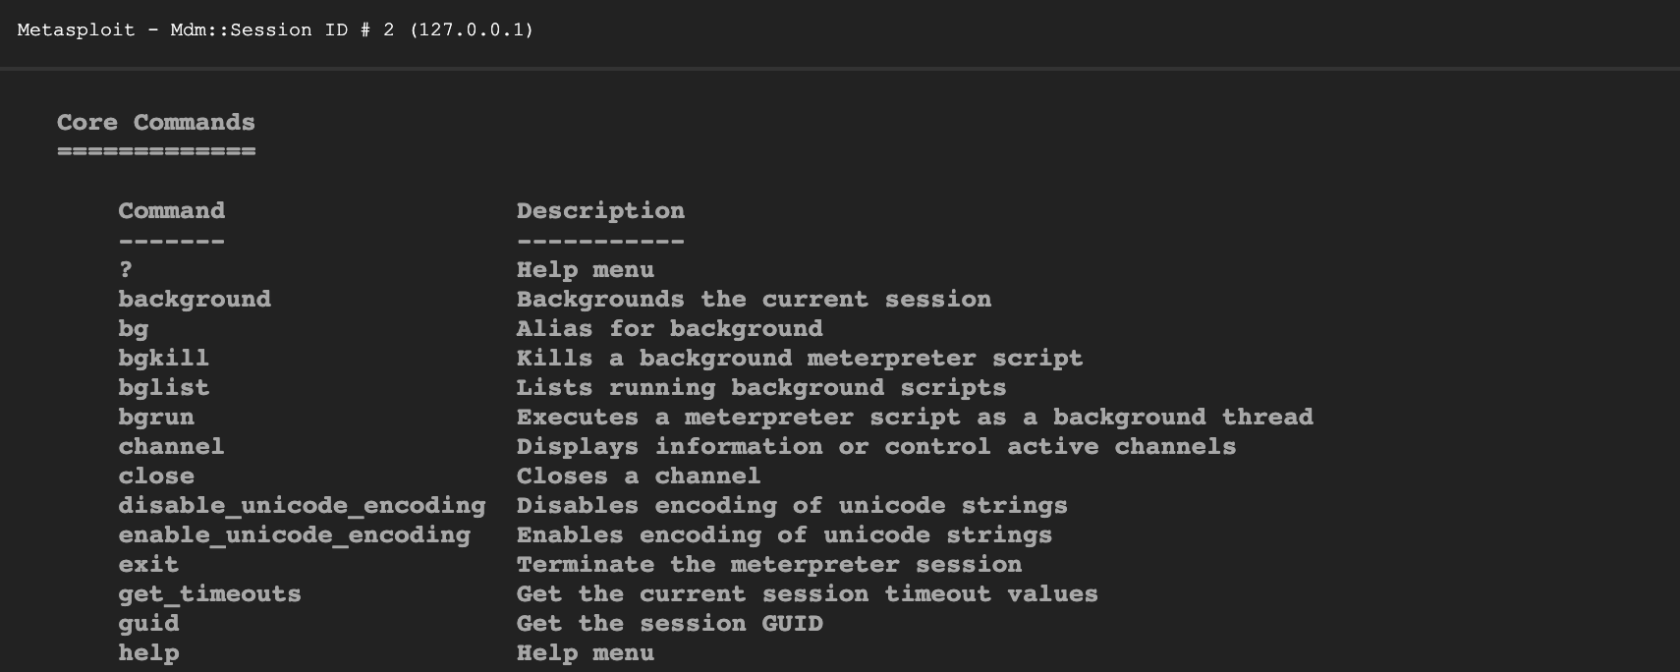 Metasploit - Mdm::Session ID # 2 (127.0.0.1)
Core Commands
=============
Command Description
------- -----------
? Help menu
background Backgrounds the current session
bg Alias for background
bgkill Kills a background meterpreter script
bglist Lists running background scripts
bgrun Executes a meterpreter script as a background thread
channel Displays information or control active channels
close Closes a channel
disable_unicode_encoding Disables encoding of unicode strings
enable_unicode_encoding Enables encoding of unicode strings
exit Terminate the meterpreter session
get_timeouts Get the current session timeout values
guid Get the session GUID
help Help menu